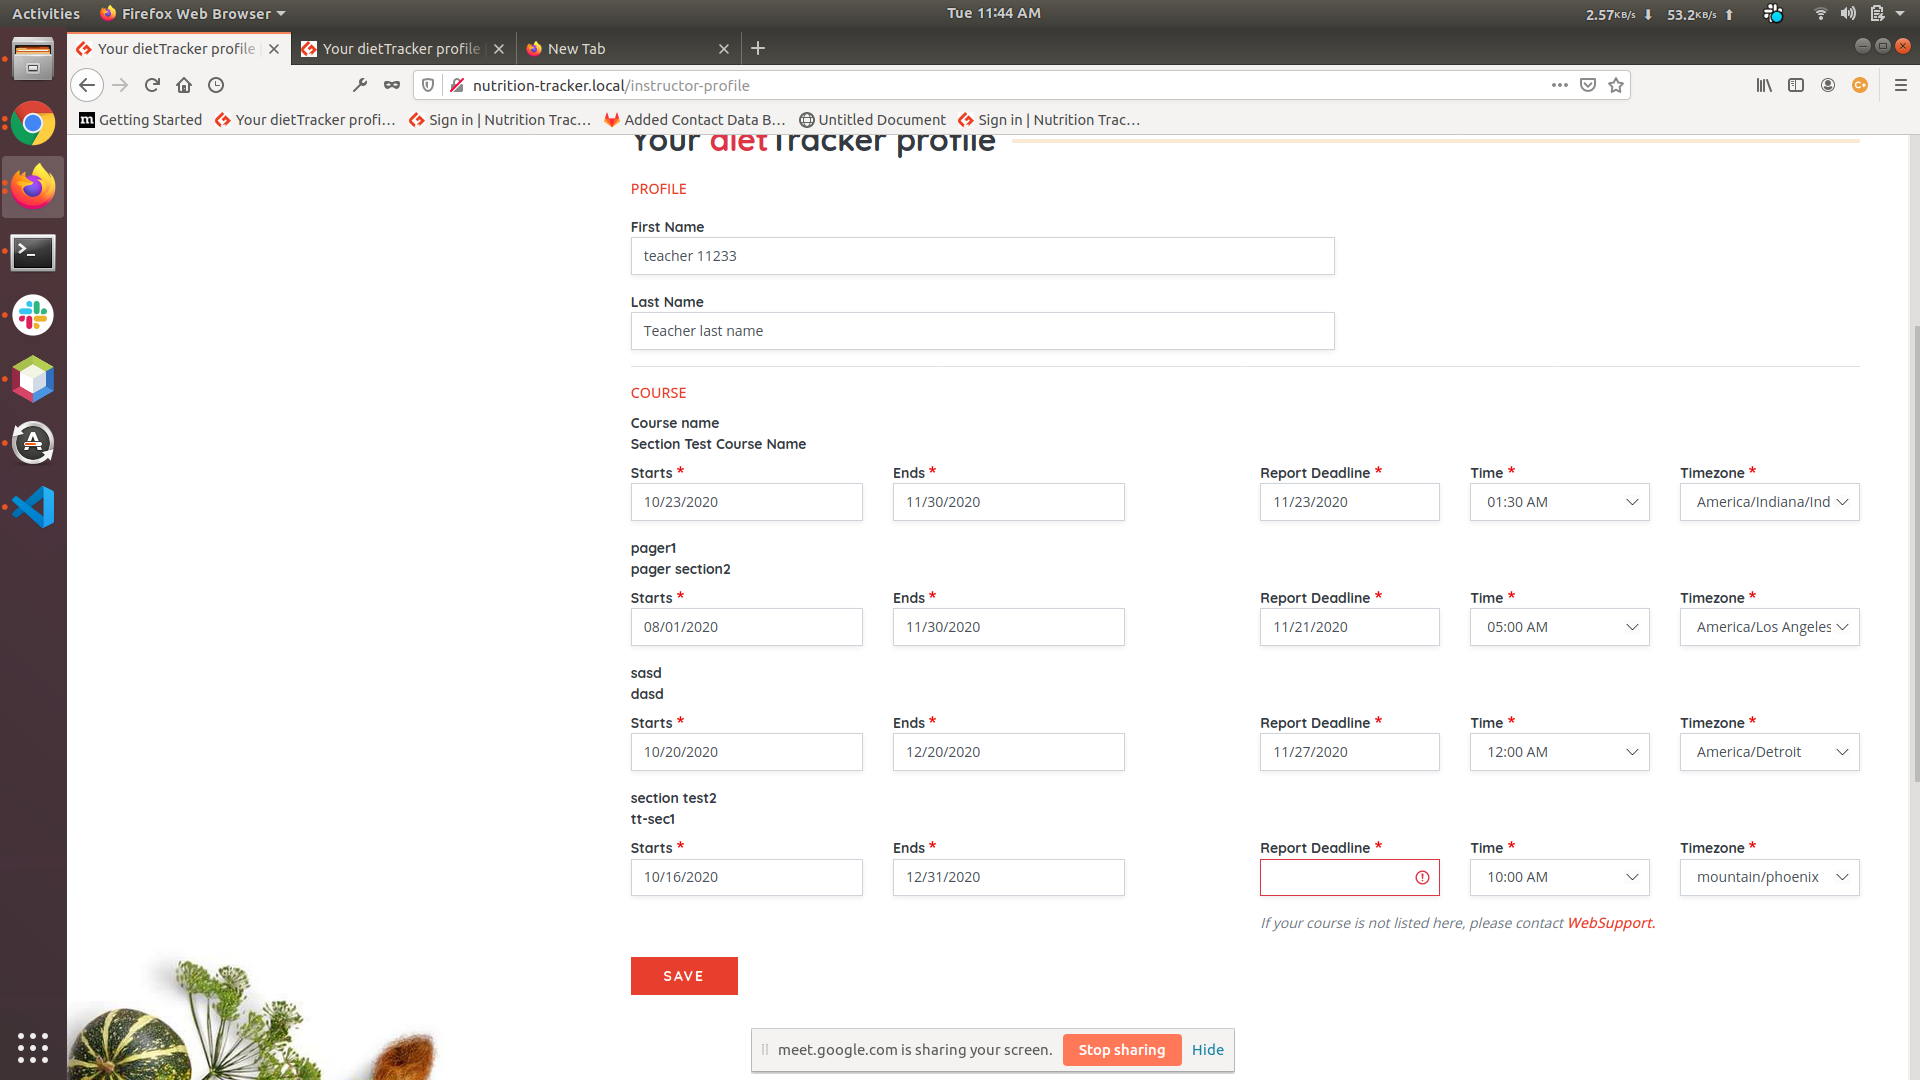 Activities Firefox Web Browser Tue 11:44 AM 2.57KB/s 53.2KB/s
Your dietTracker profile Your dietTracker profile New Tab
nutrition-tracker.local/instructor-profile
Getting Started Your dietTracker profi… Sign in | Nutrition Trac… Added Contact Data B… Untitled Document Sign in | Nutrition Trac…
Your dietTracker profile
PROFILE
First Name
teacher 11233
Last Name
Teacher last name
COURSE
Course name
Section Test Course Name
Starts * Ends * Report Deadline * Time * Timezone *
10/23/2020 11/30/2020 11/23/2020 01:30 AM America/Indiana/Ind
pager1
pager section2
Starts * Ends * Report Deadline * Time * Timezone *
08/01/2020 11/30/2020 11/21/2020 05:00 AM America/Los Angeles
sasd
dasd
Starts * Ends * Report Deadline * Time * Timezone *
10/20/2020 12/20/2020 11/27/2020 12:00 AM America/Detroit
section test2
tt-sec1
Starts * Ends * Report Deadline * Time * Timezone *
10/16/2020 12/31/2020 10:00 AM mountain/phoenix
If your course is not listed here, please contact WebSupport.
SAVE
meet.google.com is sharing your screen. Stop sharing Hide